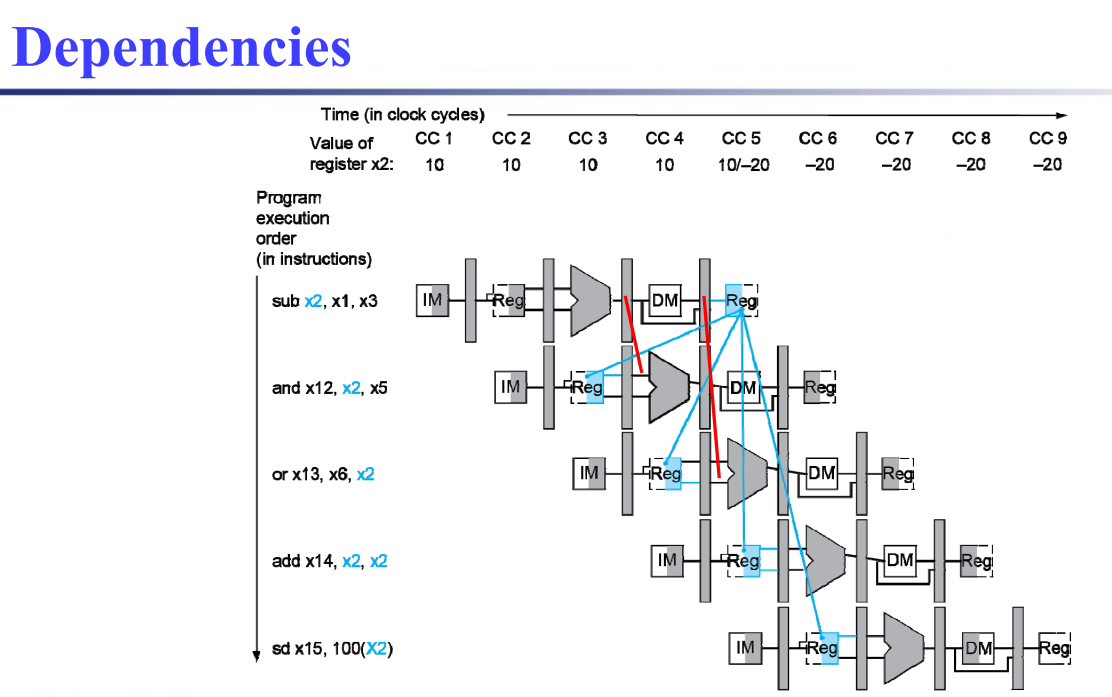 Dependencies
Time (in clock cycles)
Value of register x2:
CC 1 CC 2 CC 3 CC 4 CC 5 CC 6 CC 7 CC 8 CC 9
10 10 10 10 10/–20 –20 –20 –20 –20
Program
execution
order
(in instructions)
sub x2, x1, x3
IM Reg DM Reg
and x12, x2, x5
IM Reg DM Reg
or x13, x6, x2
IM Reg DM Reg
add x14, x2, x2
IM Reg DM Reg
sd x15, 100(X2)
IM Reg DM Reg